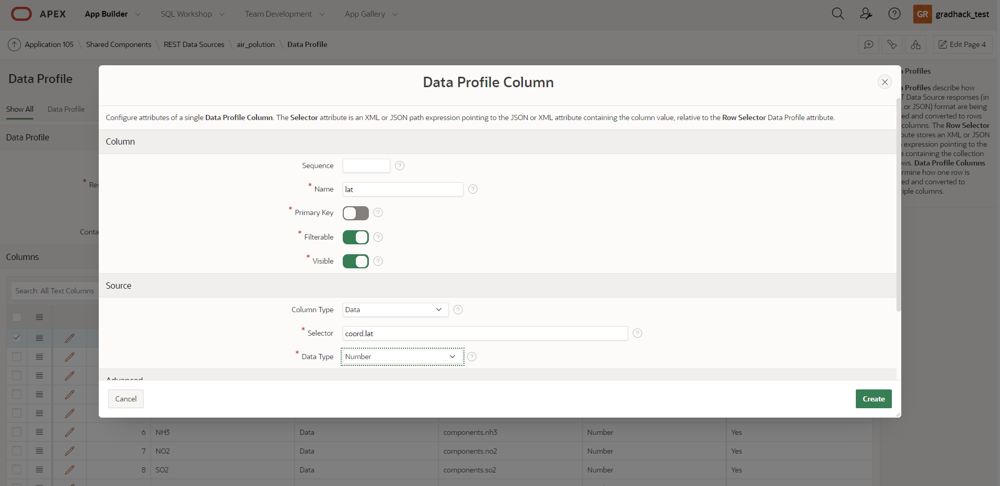 APEX
App Builder
SQL Workshop
Team Development
App Gallery
GR
gradhack_test
Application 105
Shared Components
REST Data Sources
air_polution
Data Profile
Edit Page 4
Data Profile
Show All
Data Profile
Data Profile
Res
Conta
Columns
Search: All Text Columns
Data Profile Column
Configure attributes of a single Data Profile Column. The Selector attribute is an XML or JSON path expression pointing to the JSON or XML attribute containing the column value, relative to the Row Selector Data Profile attribute.
Column
Sequence
* Name
lat
* Primary Key
* Filterable
* Visible
Source
Column Type
Data
* Selector
coord.lat
* Data Type
Number
Advanced
Cancel
Create
6 NH3 Data components.nh3 Number Yes
7 NO2 Data components.no2 Number Yes
8 SO2 Data components.so2 Number Yes
Profiles
Profiles describe how
Data Source responses (in
or JSON) format are being
ed and converted to rows
columns. The Row Selector
bute stores an XML or JSON
expression pointing to the
containing the collection
ows. Data Profile Columns
rmine how one row is
ed and converted to
iple columns.